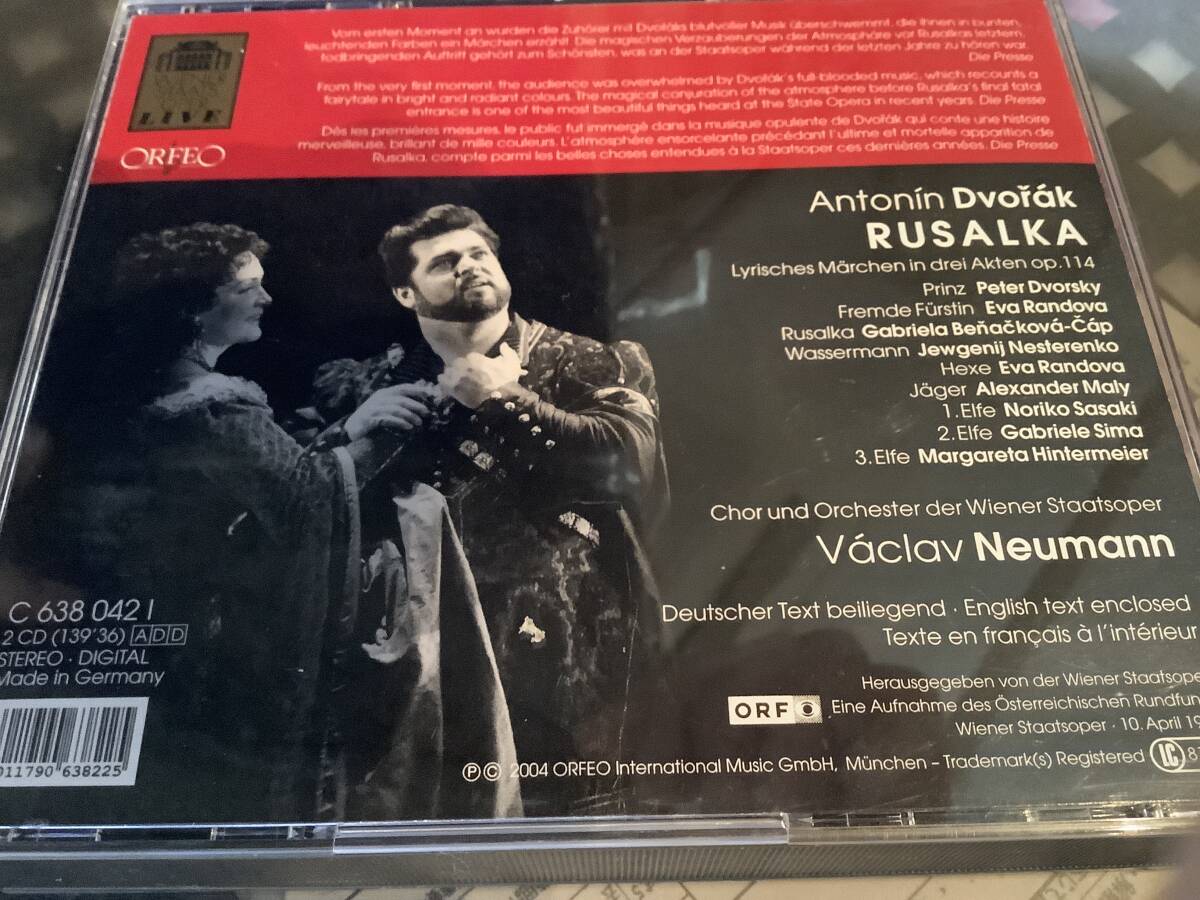 Vom ersten Moment an wurden die Zuhörer mit Dvořáks blutvoller Musik überschwemmt, die ihnen in bunten,
leuchtenden Farben ein Märchen erzählt. Die magischen Verzauberungen der Atmosphäre vor Rusalkas letztem,
todbringenden Auftritt gehört zum Schönsten, was an der Staatsoper während der letzten Jahre zu hören war.
Die Presse
From the very first moment, the audience was overwhelmed by Dvořák's full-blooded music, which recounts a
fairytale in bright and radiant colours. The magical conjuration of the atmosphere before Rusalka's final fatal
entrance is one of the most beautiful things heard at the State Opera in recent years. Die Presse
Dès les premières mesures, le public fut immergé dans la musique opulente de Dvořák qui conte une histoire
merveilleuse, brillant de mille couleurs. L'atmosphère ensorcelante précédant l'ultime et mortelle apparition de
Rusalka, compte parmi les belles choses entendues à la Staatsoper ces dernières années. Die Presse
LIVE
ORFEO
Antonín Dvořák
RUSALKA
Lyrisches Märchen in drei Akten op.114
Prinz Peter Dvorsky
Fremde Fürstin Eva Randova
Rusalka Gabriela Beňačková-Čáp
Wassermann Jewgenij Nesterenko
Hexe Eva Randova
Jäger Alexander Maly
1.Elfe Noriko Sasaki
2.Elfe Gabriele Sima
3.Elfe Margareta Hintermeier
Chor und Orchester der Wiener Staatsoper
Václav Neumann
C 638 042 I
2 CD (139'36) ADD
STEREO · DIGITAL
Made in Germany
011790 638225
Deutscher Text beiliegend · English text enclosed
Texte en français à l'intérieur
Herausgegeben von der Wiener Staatsope
ORF Eine Aufnahme des Österreichischen Rundfun
Wiener Staatsoper · 10. April 19
℗ © 2004 ORFEO International Music GmbH, München – Trademark(s) Registered LC 8